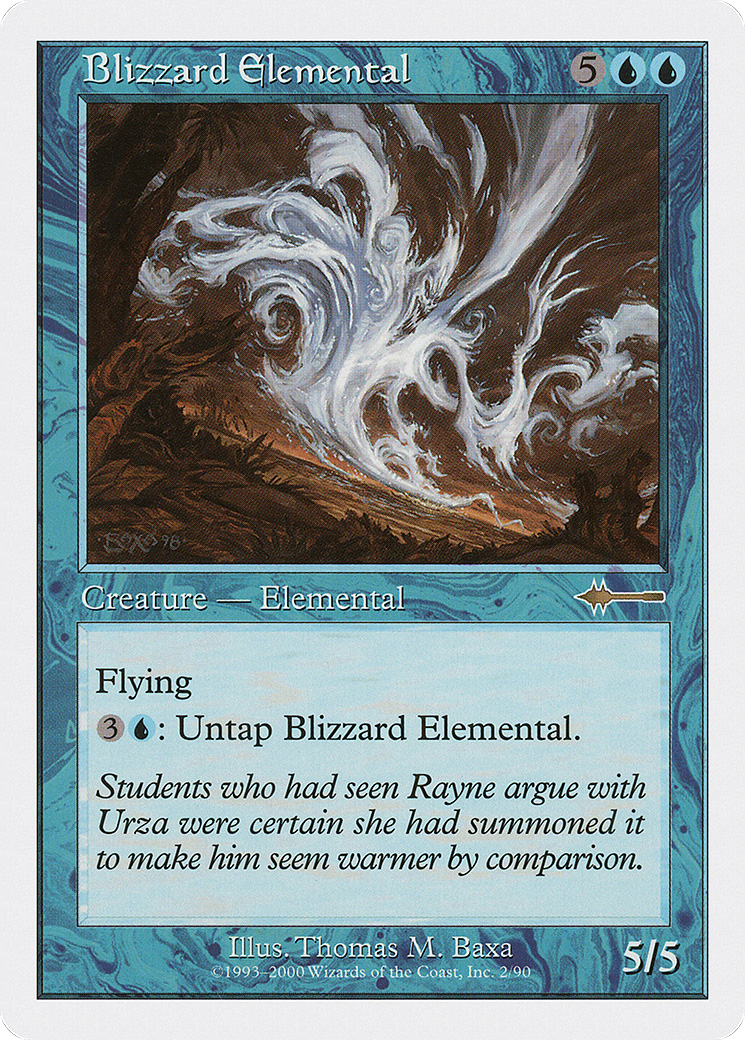 Blizzard Elemental 5
Baxa 98
Creature — Elemental
Flying
3: Untap Blizzard Elemental.
Students who had seen Rayne argue with
Urza were certain she had summoned it
to make him seem warmer by comparison.
Illus. Thomas M. Baxa
©1993–2000 Wizards of the Coast, Inc. 2/90
5/5